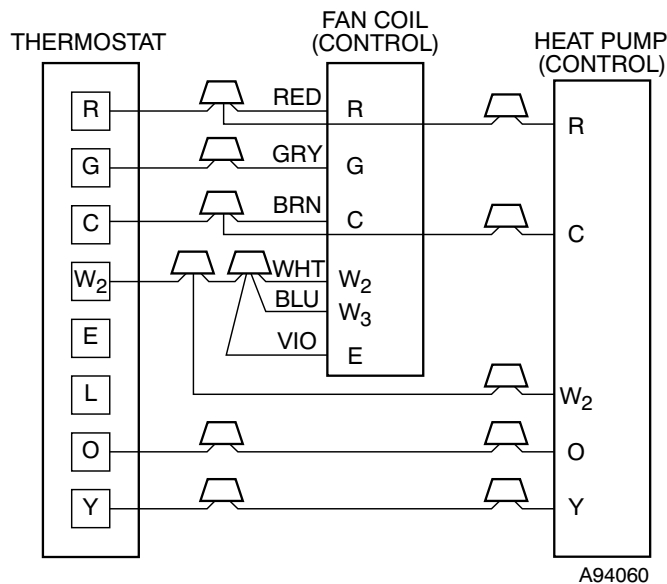 THERMOSTAT
FAN COIL
(CONTROL)
HEAT PUMP
(CONTROL)
R
G
C
W2
E
L
O
Y
RED
GRY
BRN
WHT
BLU
VIO
R
G
C
W2
W3
E
R
C
W2
O
Y
A94060